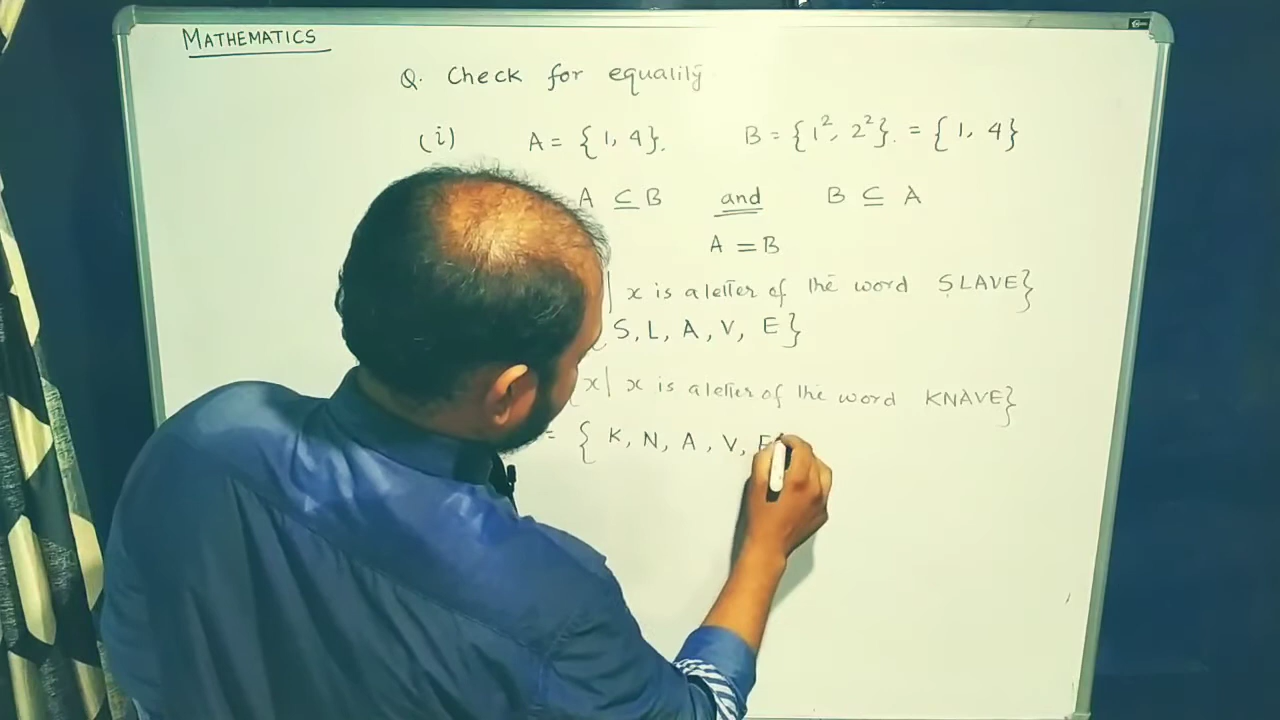 MATHEMATICS
Q. Check for equality
(i) A = {1, 4}. B = {1², 2²}. = {1, 4}
A ⊆ B and B ⊆ A
A = B
| x is a letter of the word SLAVE}
S, L, A, V, E}
x | x is a letter of the word KNAVE}
= { K, N, A, V, E